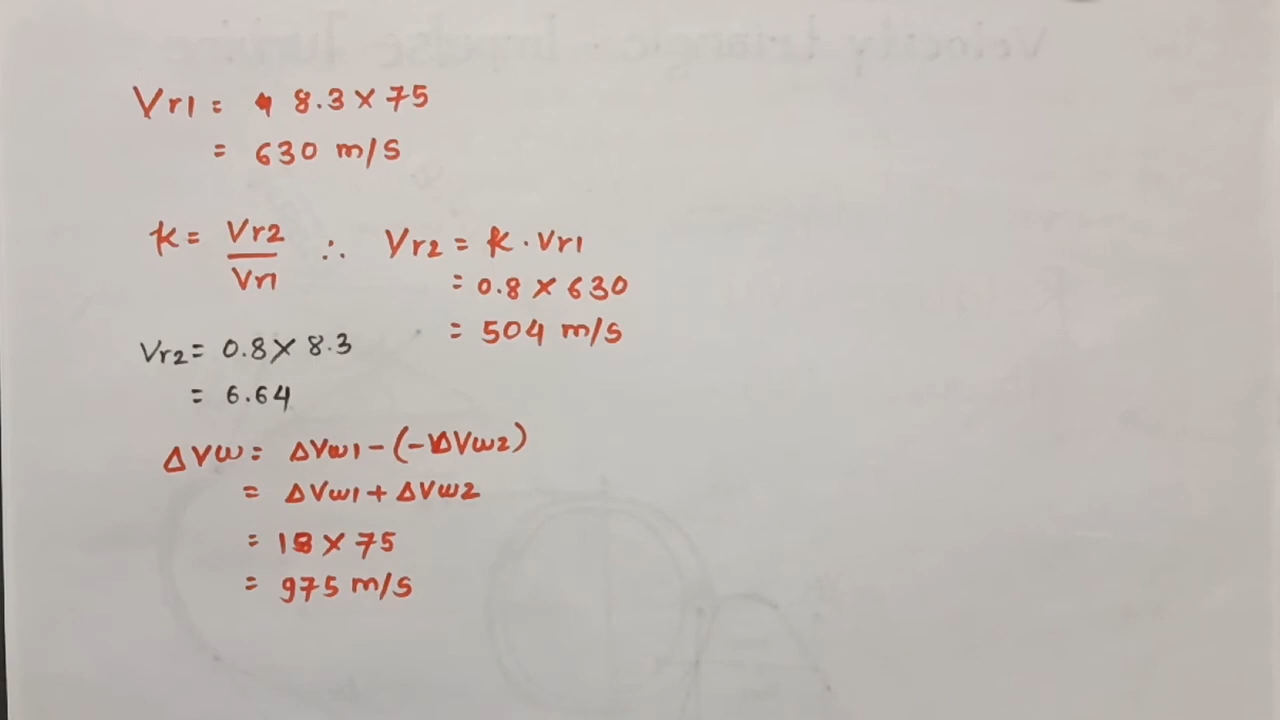 Vr1 = 8.3 × 75
= 630 m/s
K = Vr2/Vr1 ∴ Vr2 = K · Vr1
= 0.8 × 630
= 504 m/s
Vr2 = 0.8 × 8.3
= 6.64
ΔVw = ΔVw1 - (-ΔVw2)
= ΔVw1 + ΔVw2
= 13 × 75
= 975 m/s